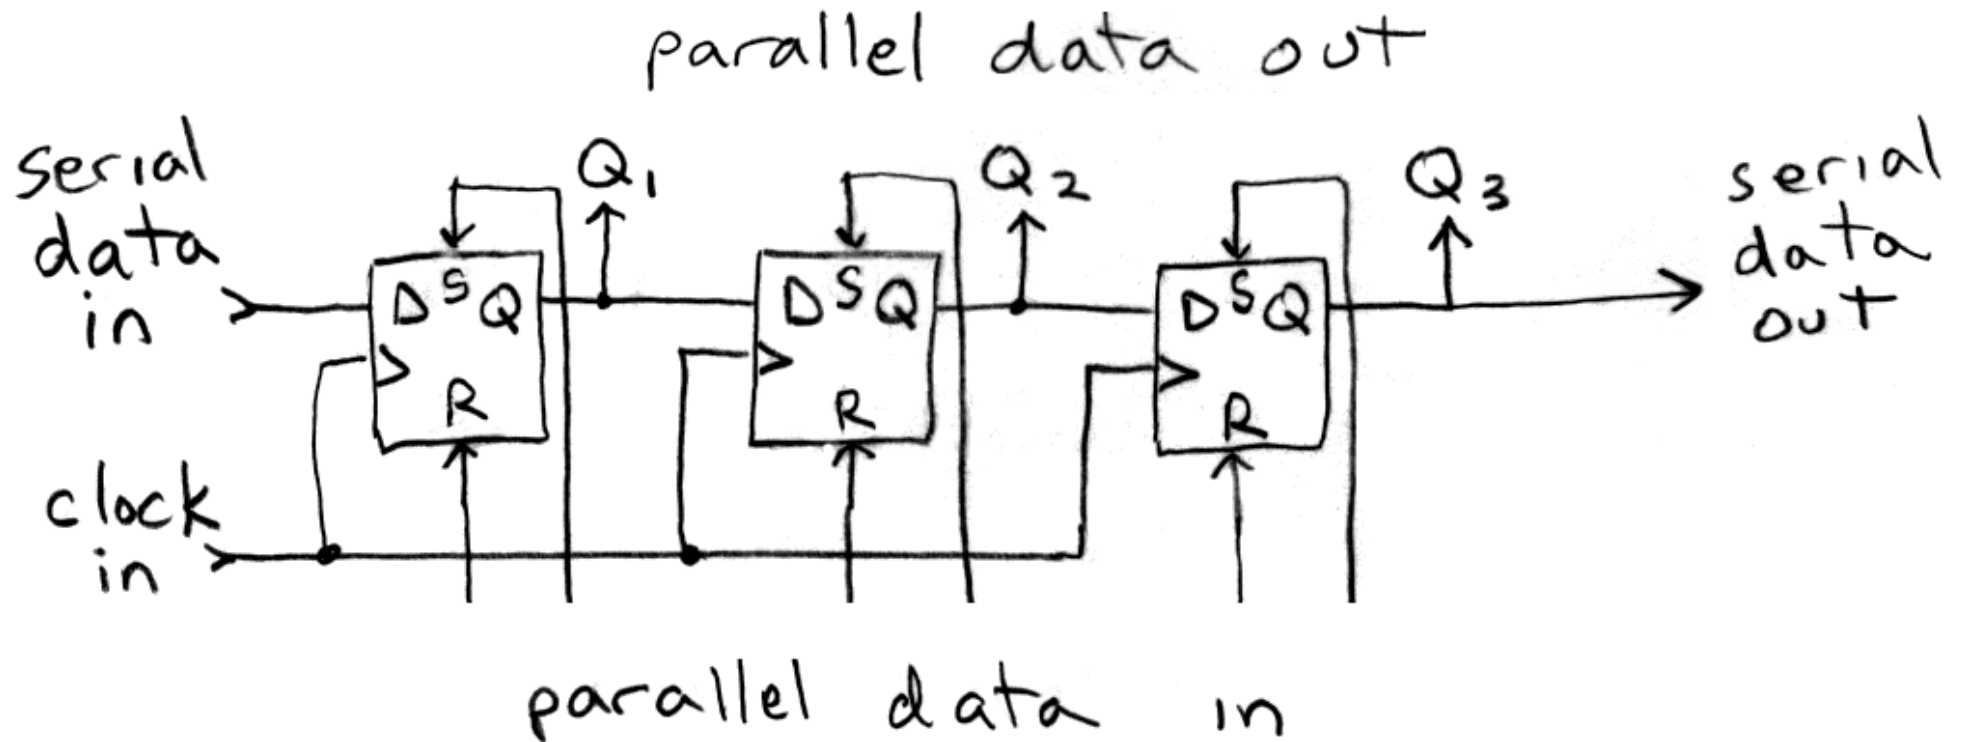 parallel data out
serial
data
in
Q1
Q2
Q3
serial
data
out
D S Q
R
D S Q
R
D S Q
R
clock
in
parallel data in